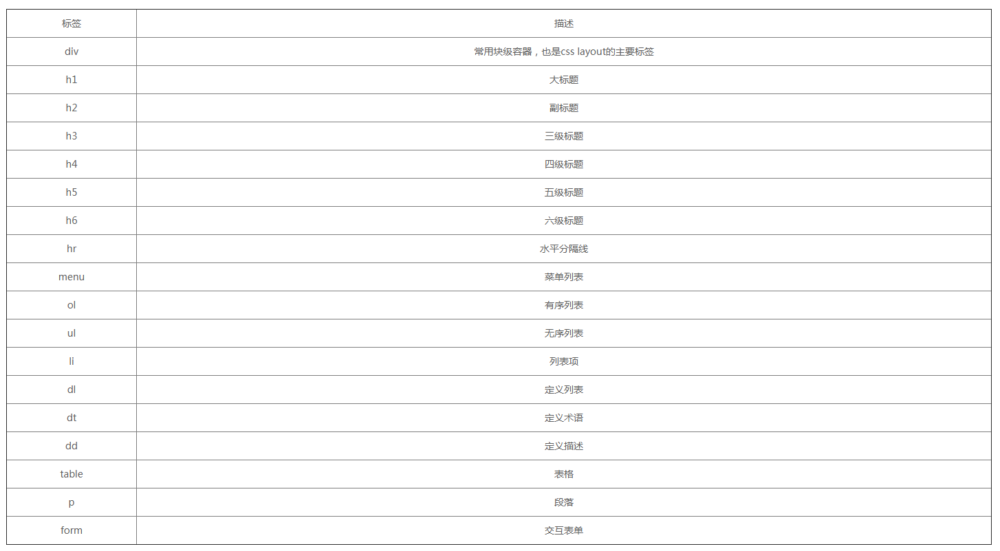 标签 描述
div 常用块级容器，也是css layout的主要标签
h1 大标题
h2 副标题
h3 三级标题
h4 四级标题
h5 五级标题
h6 六级标题
hr 水平分隔线
menu 菜单列表
ol 有序列表
ul 无序列表
li 列表项
dl 定义列表
dt 定义术语
dd 定义描述
table 表格
p 段落
form 交互表单